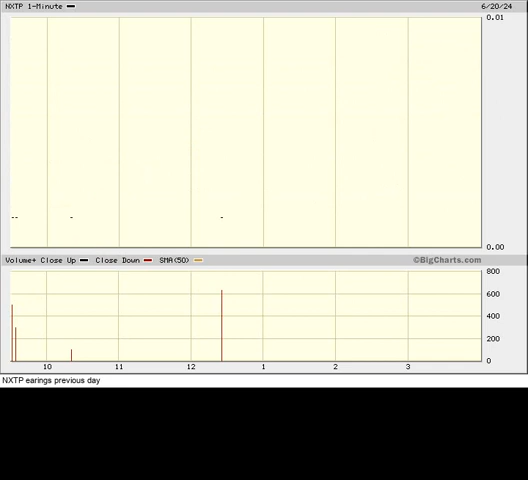 NXTP 1-Minute 6/20/24
0.01
0.00
Volume+ Close Up Close Down SMA(50) ©BigCharts.com
800
600
400
200
0
10 11 12 1 2 3
NXTP earings previous day